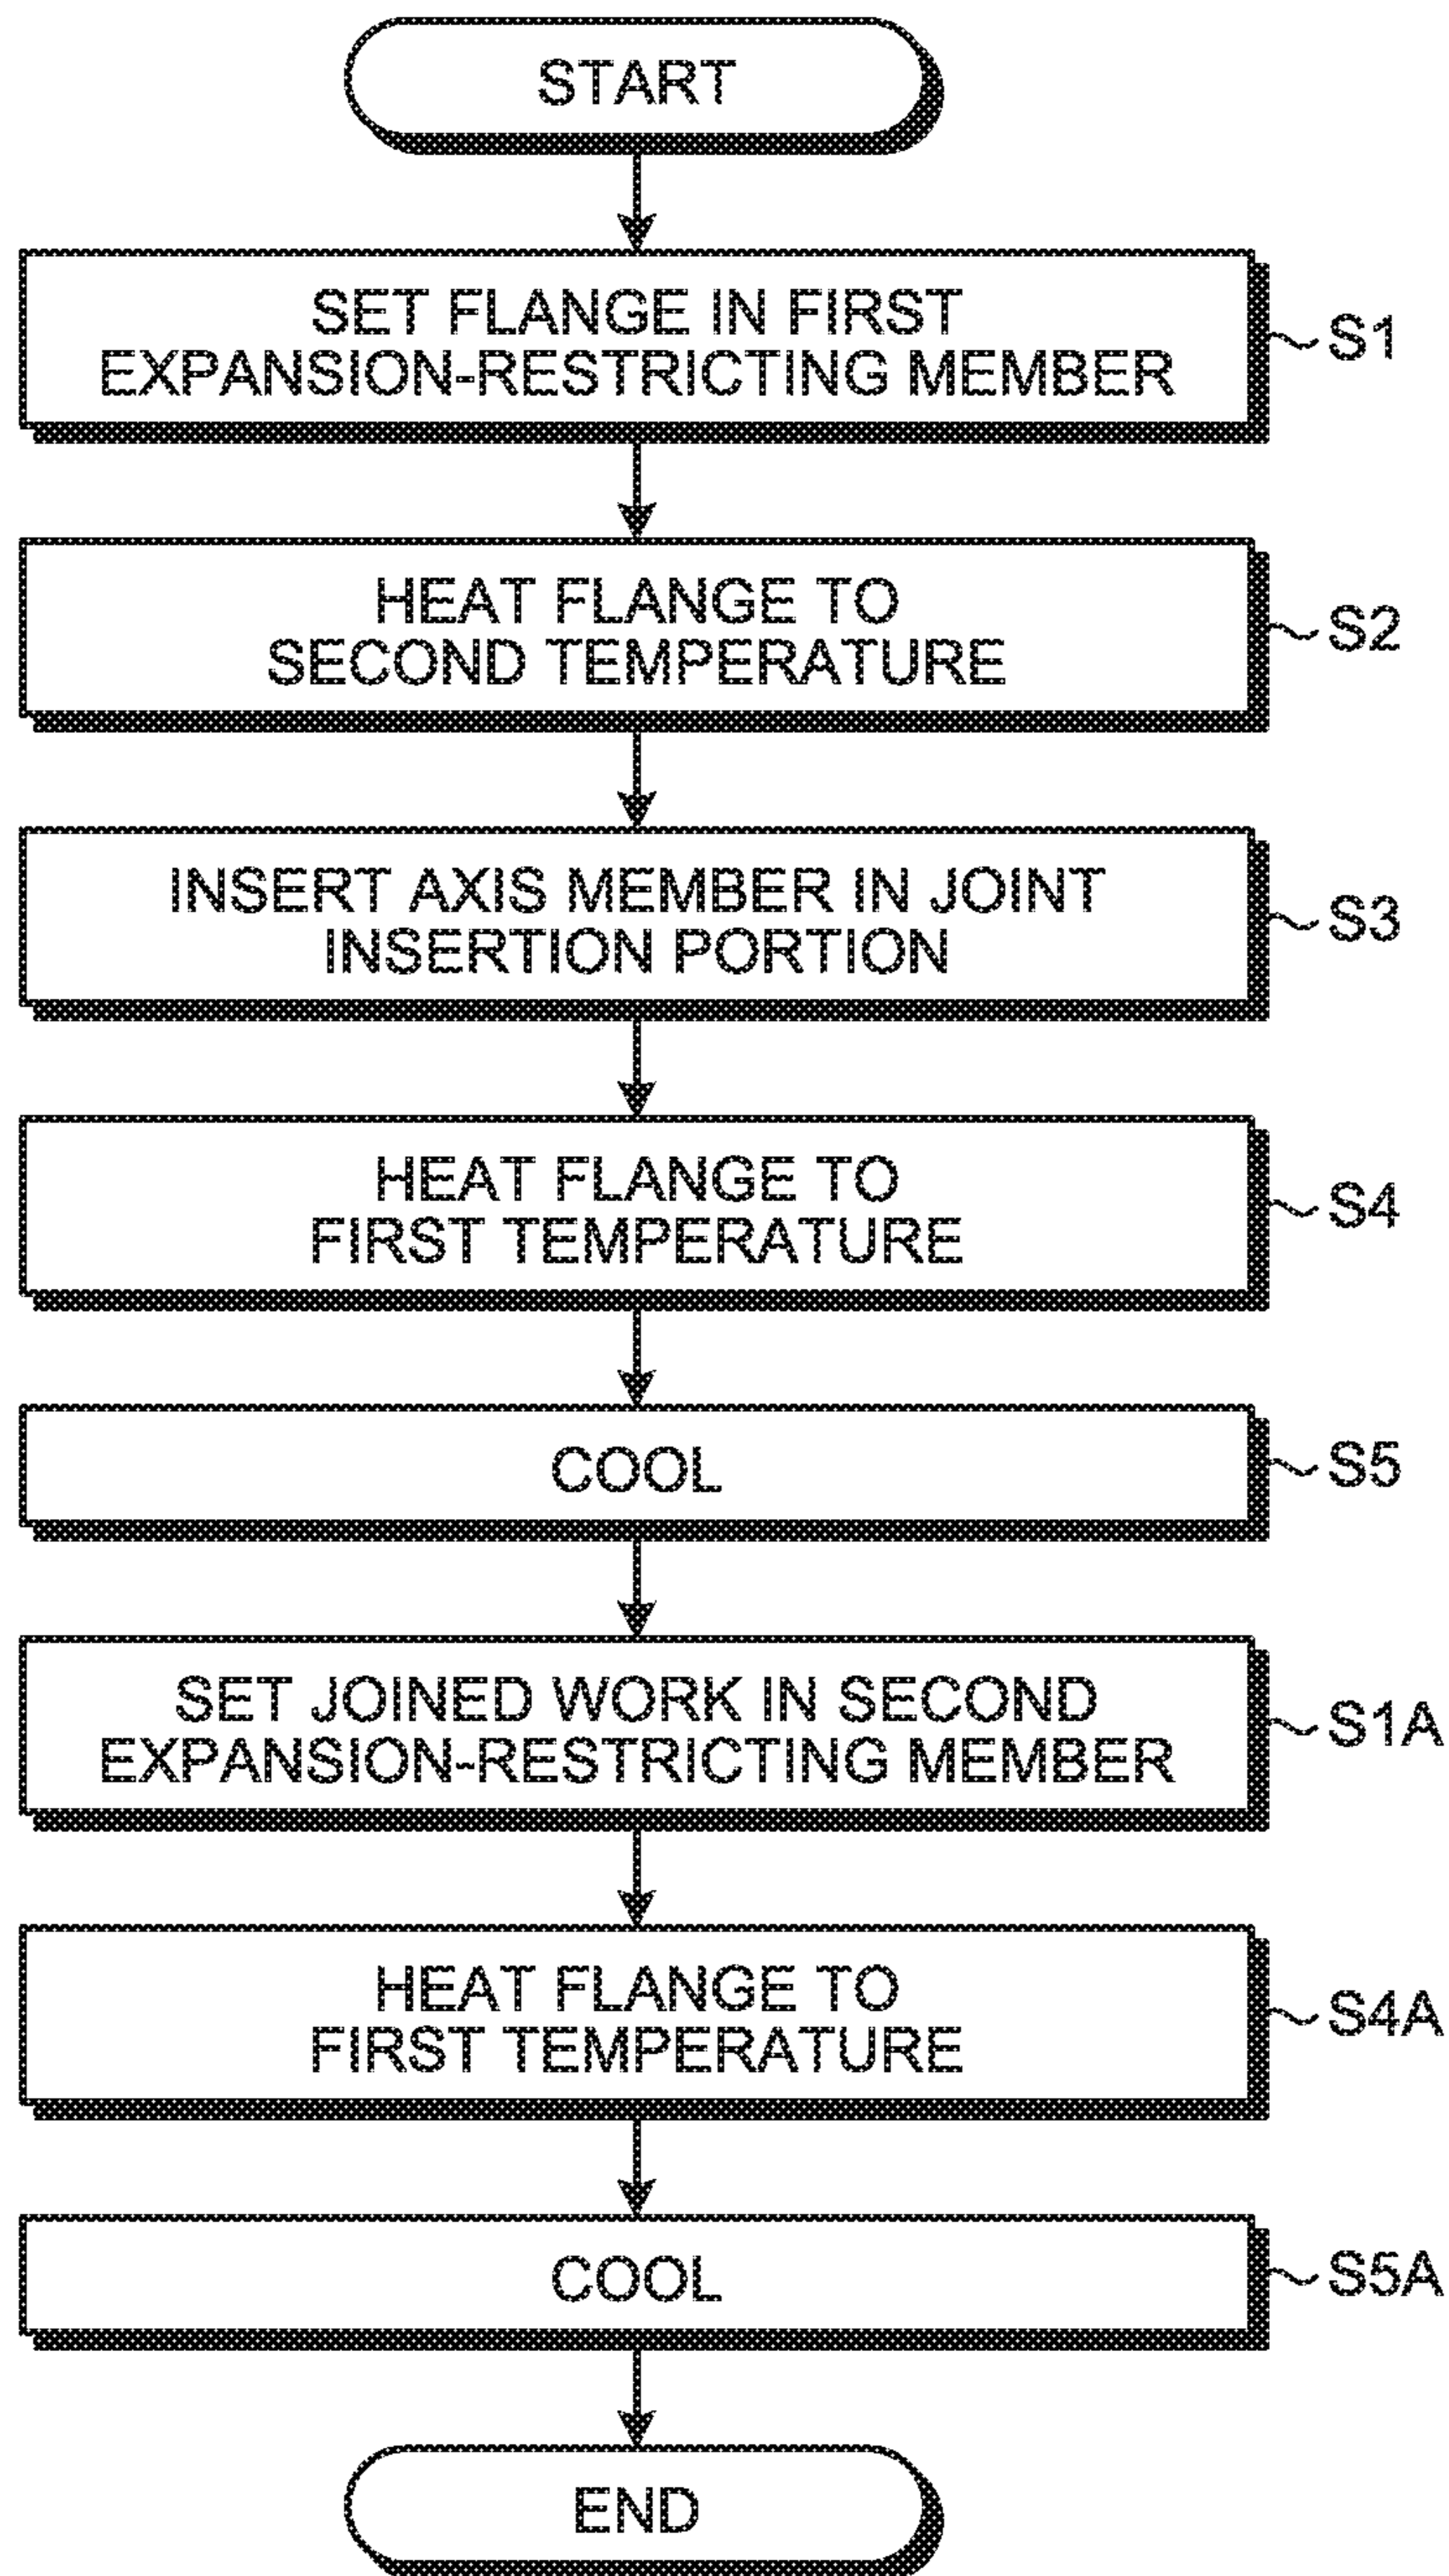 START
SET FLANGE IN FIRST
EXPANSION-RESTRICTING MEMBER
S1
HEAT FLANGE TO
SECOND TEMPERATURE
S2
INSERT AXIS MEMBER IN JOINT
INSERTION PORTION
S3
HEAT FLANGE TO
FIRST TEMPERATURE
S4
COOL
S5
SET JOINED WORK IN SECOND
EXPANSION-RESTRICTING MEMBER
S1A
HEAT FLANGE TO
FIRST TEMPERATURE
S4A
COOL
S5A
END